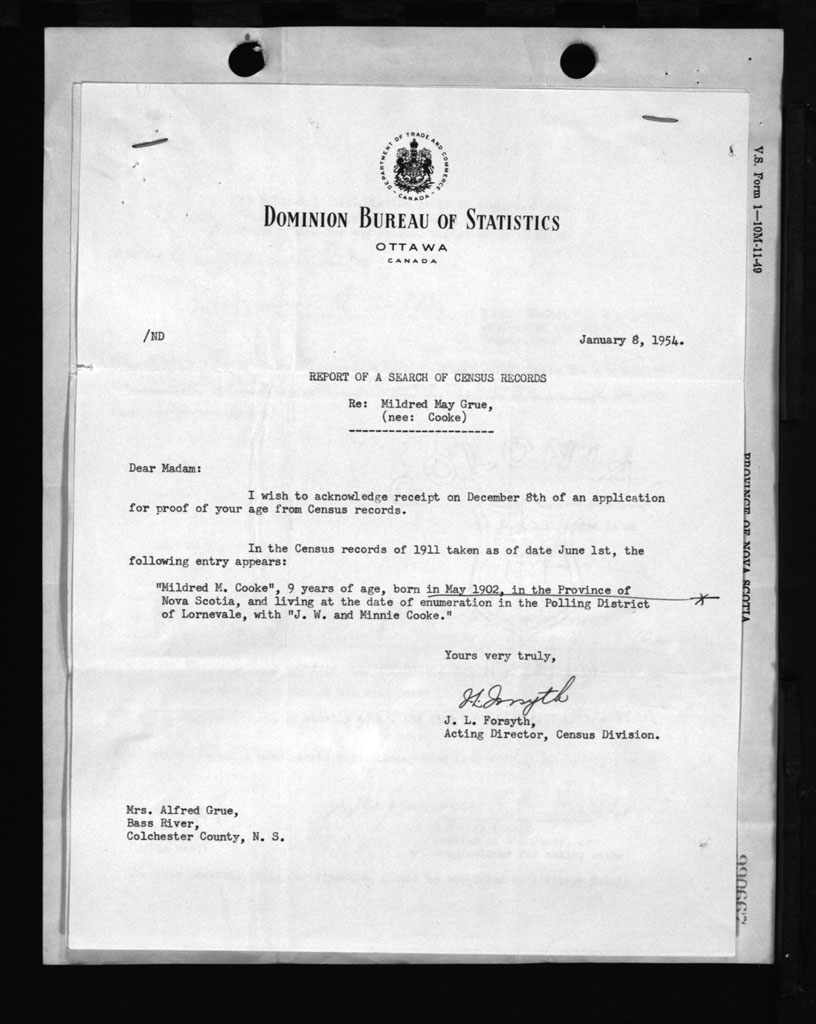 DEPARTMENT OF TRADE AND COMMERCE
CANADA
DOMINION BUREAU OF STATISTICS
OTTAWA
CANADA
/ND
January 8, 1954.
REPORT OF A SEARCH OF CENSUS RECORDS
Re: Mildred May Grue,
(nee: Cooke)
Dear Madam:
I wish to acknowledge receipt on December 8th of an application
for proof of your age from Census records.
In the Census records of 1911 taken as of date June 1st, the
following entry appears:
"Mildred M. Cooke", 9 years of age, born in May 1902, in the Province of
Nova Scotia, and living at the date of enumeration in the Polling District
of Lornevale, with "J. W. and Minnie Cooke."
Yours very truly,
J. L. Forsyth,
Acting Director, Census Division.
Mrs. Alfred Grue,
Bass River,
Colchester County, N. S.
V.S. Form 1—10M-11-49
PROVINCE OF NOVA SCOTIA